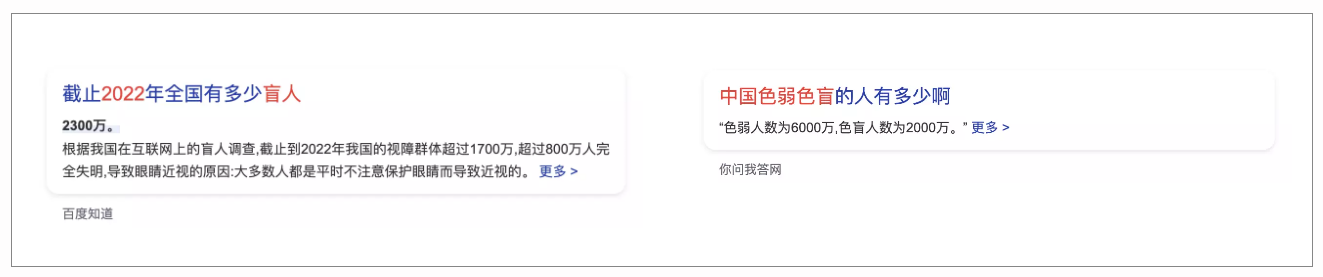 截止2022年全国有多少盲人
2300万。
根据我国在互联网上的盲人调查,截止到2022年我国的视障群体超过1700万,超过800万人完
全失明,导致眼睛近视的原因:大多数人都是平时不注意保护眼睛而导致近视的。 更多 >
百度知道
中国色弱色盲的人有多少啊
“色弱人数为6000万,色盲人数为2000万。” 更多 >
你问我答网